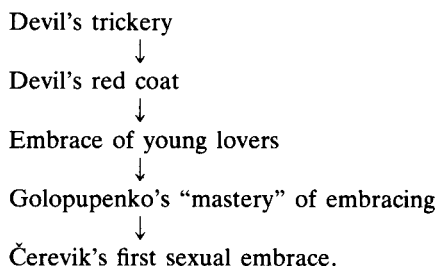 Devil's trickery
↓
Devil's red coat
↓
Embrace of young lovers
↓
Golopupenko's “mastery” of embracing
↓
Čerevik's first sexual embrace.